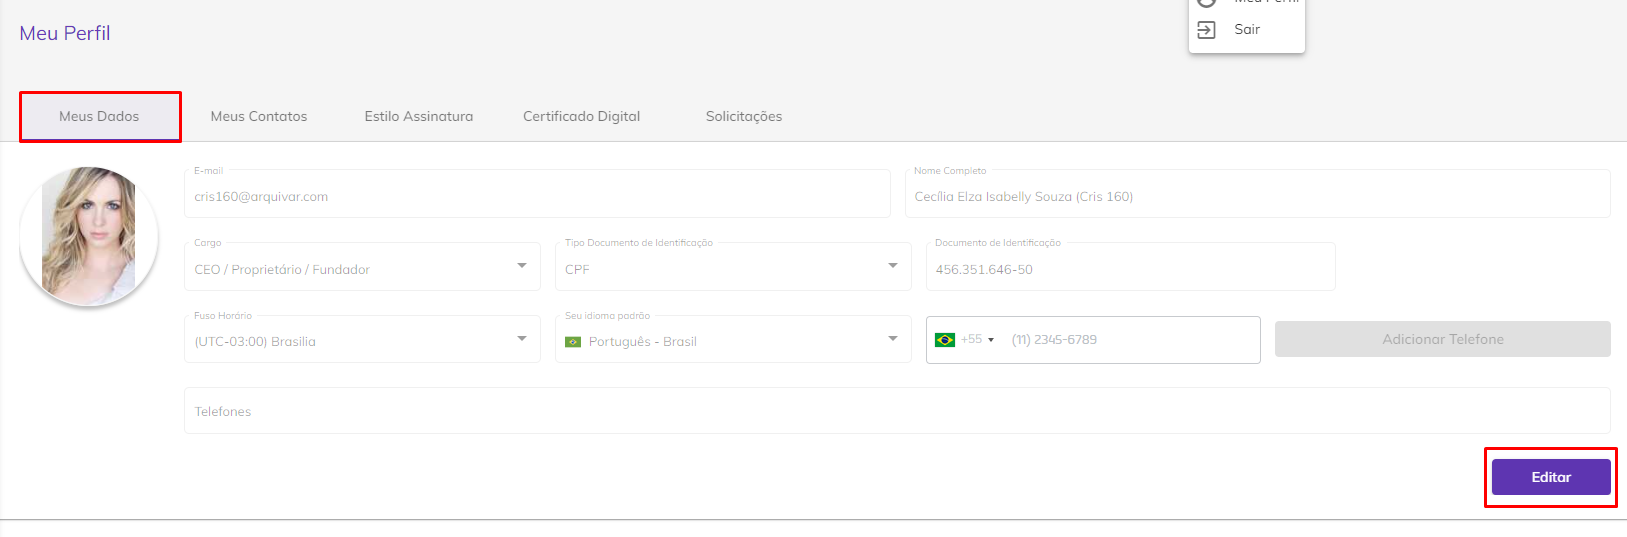 Meu Perfil
Meu Perfil
Sair
Meus Dados
Meus Contatos
Estilo Assinatura
Certificado Digital
Solicitações
E-mail
cris160@arquivar.com
Nome Completo
Cecília Elza Isabelly Souza (Cris 160)
Cargo
CEO / Proprietário / Fundador
Tipo Documento de Identificação
CPF
Documento de Identificação
456.351.646-50
Fuso Horário
(UTC-03:00) Brasilia
Seu idioma padrão
Português - Brasil
+55
(11) 2345-6789
Adicionar Telefone
Telefones
Editar